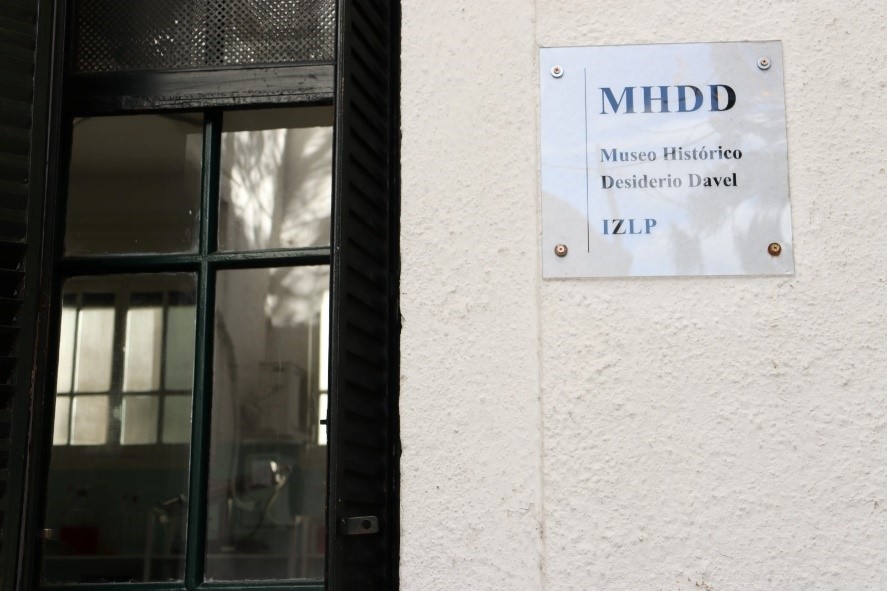 MHDD
Museo Histórico
Desiderio Davel
IZLP